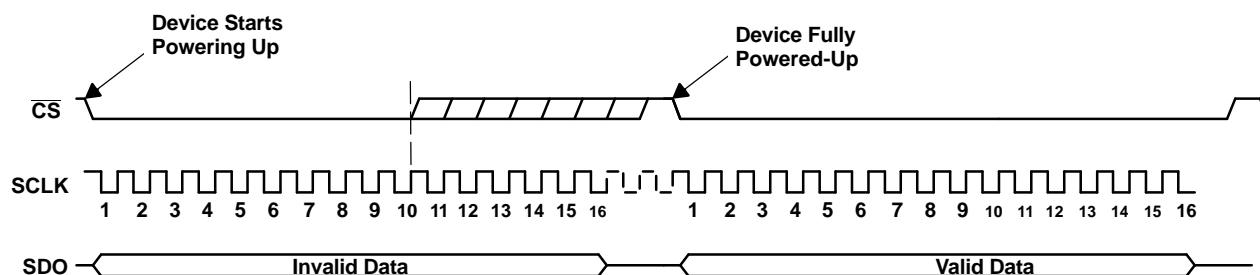 Device Starts
Powering Up
Device Fully
Powered-Up
CS
SCLK
1 2 3 4 5 6 7 8 9 10 11 12 13 14 15 16 1 2 3 4 5 6 7 8 9 10 11 12 13 14 15 16
SDO Invalid Data Valid Data